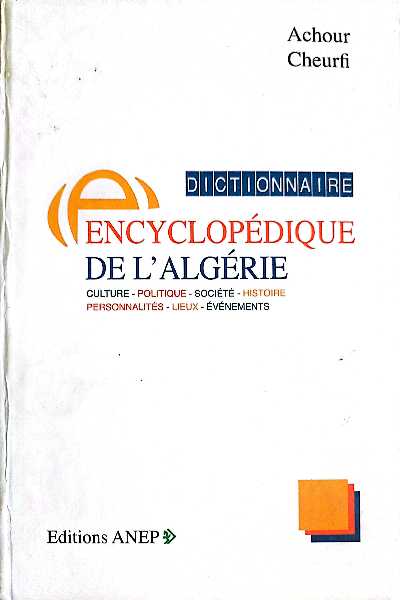 Achour
Cheurfi
DICTIONNAIRE
e
ENCYCLOPÉDIQUE
DE L'ALGÉRIE
CULTURE - POLITIQUE - SOCIÉTÉ - HISTOIRE
PERSONNALITÉS - LIEUX - ÉVÉNEMENTS
Editions ANEP